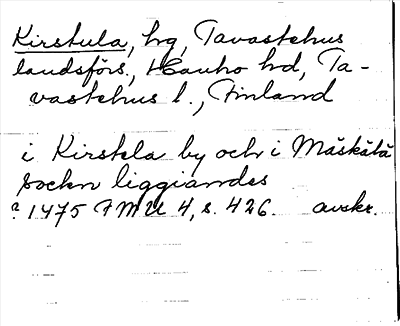 Kirstula, hg, Tavastehus
landsförs., Hauho hd, Ta-
vastehus l., Finland
i Kirstela by och i Mäskälä
sockn liggiandes
? 1475 FMU 4, s. 426. avskr.